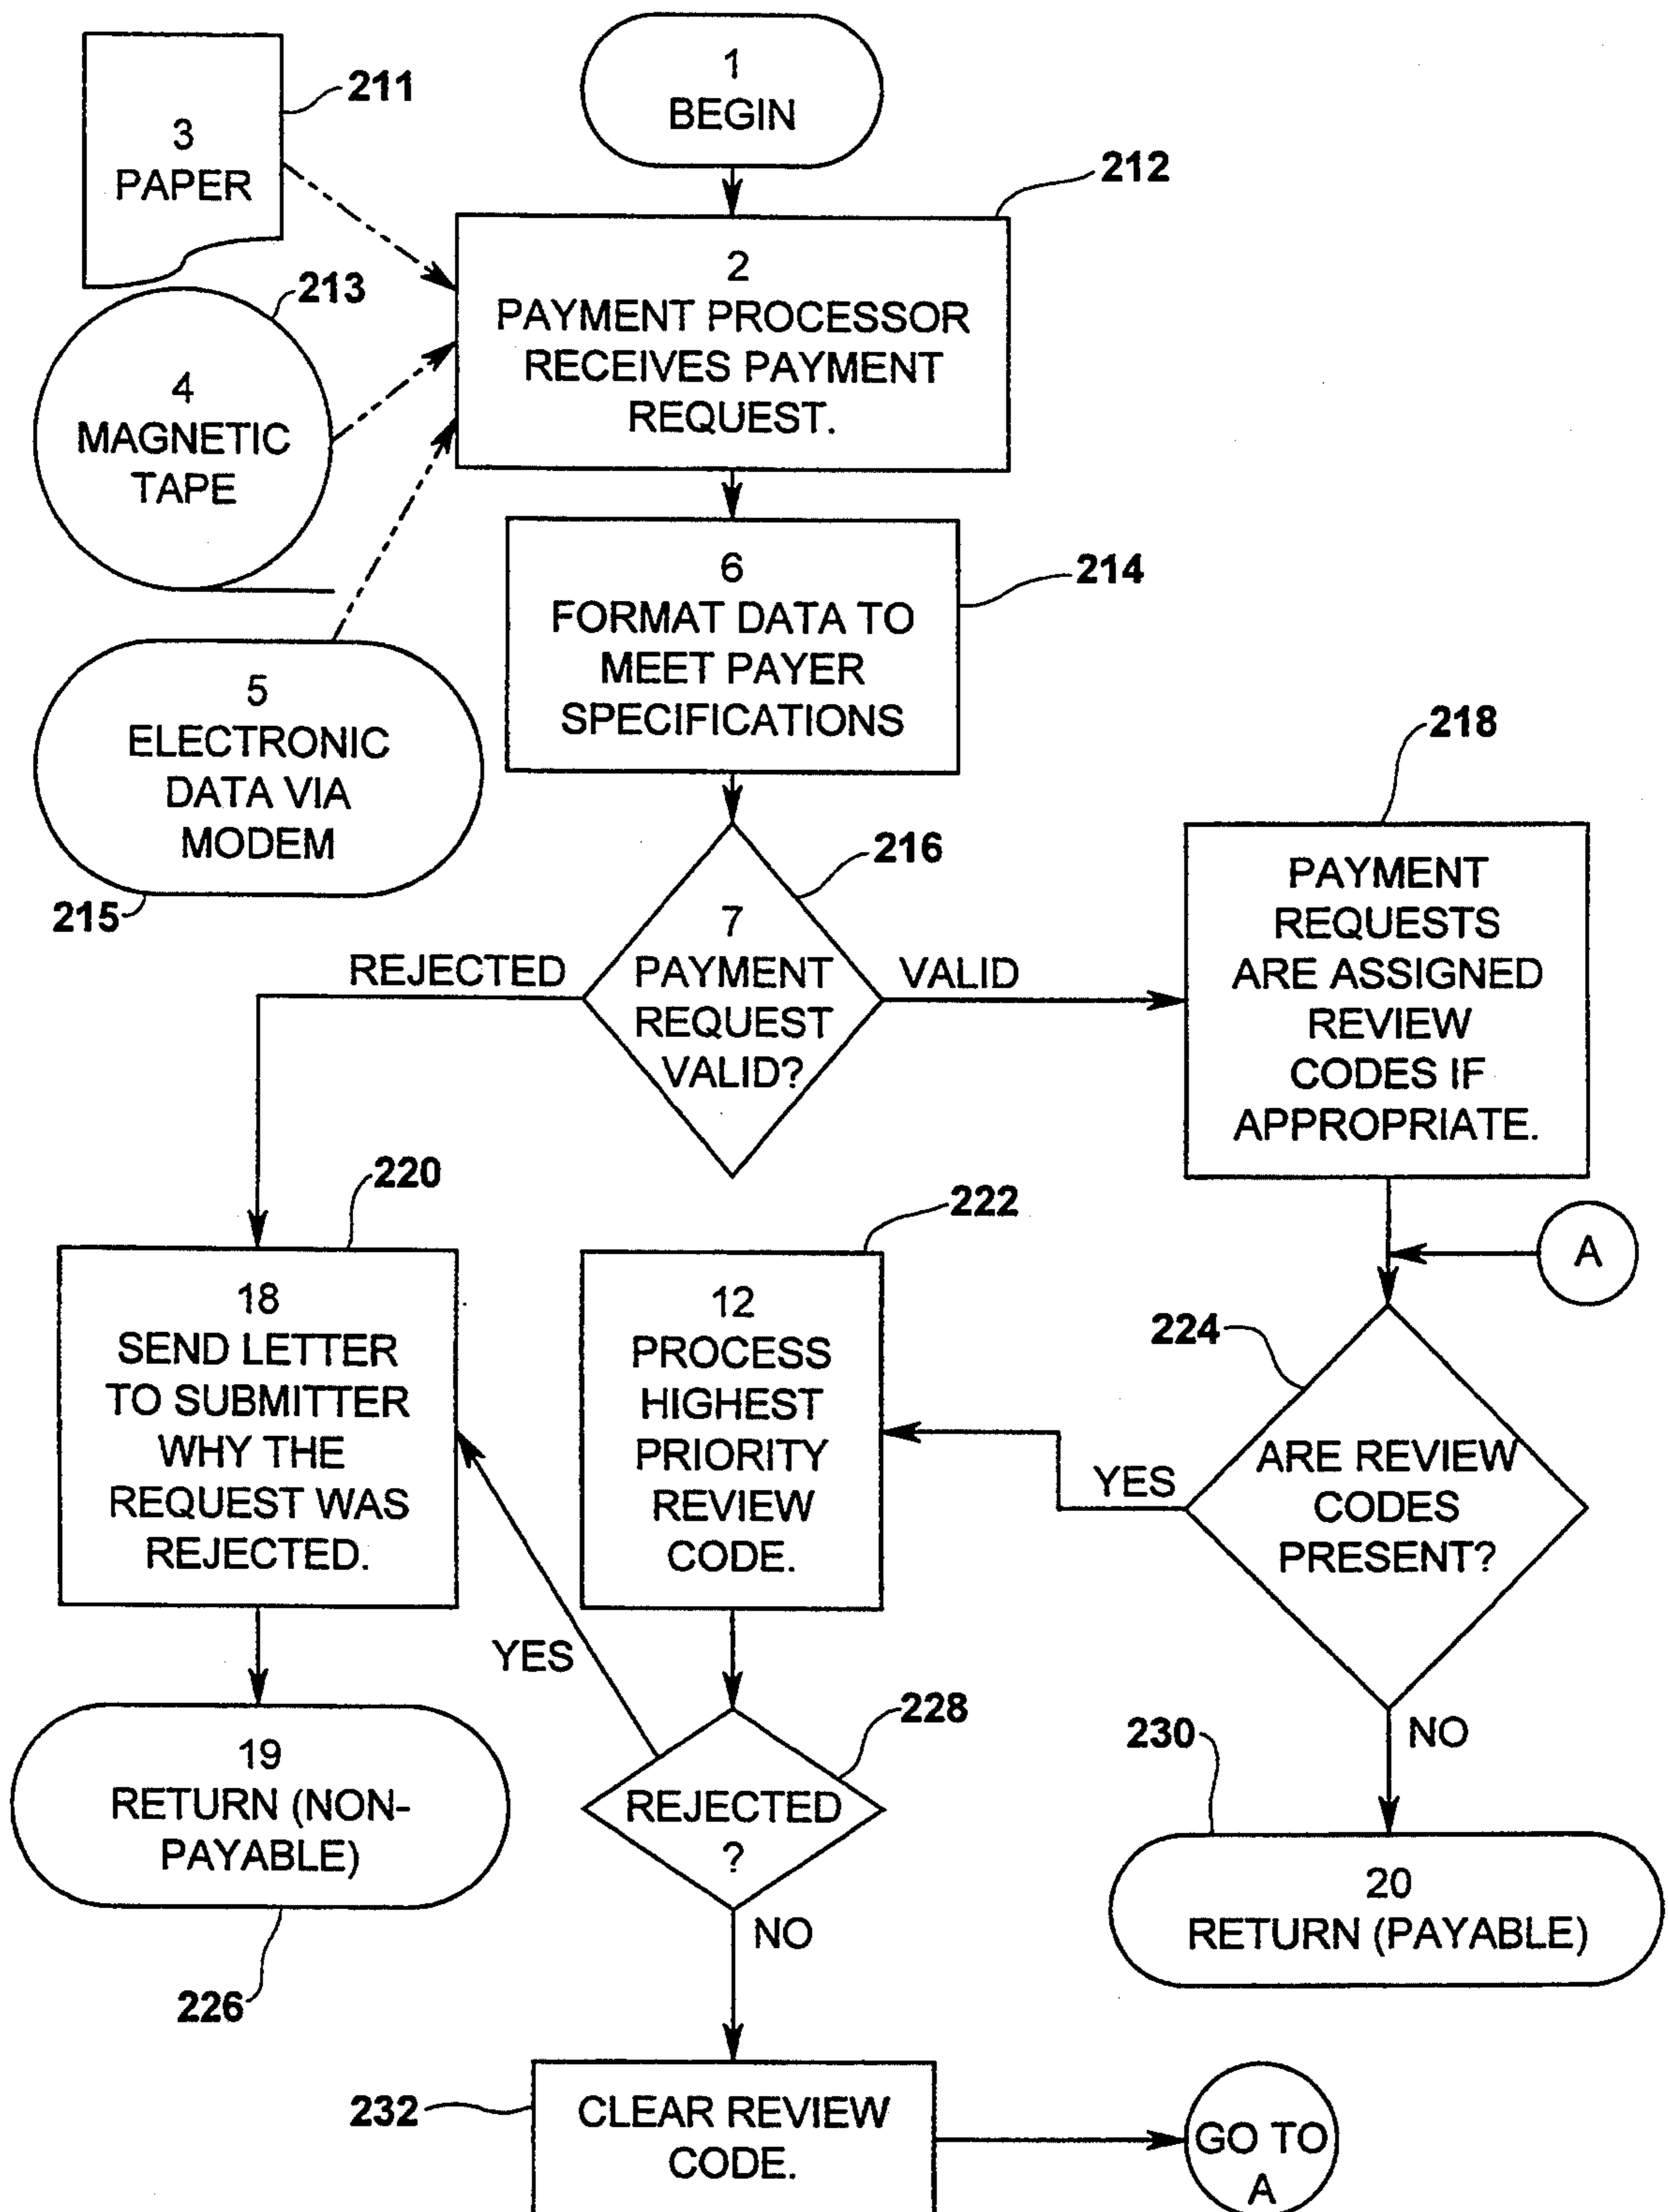 1
BEGIN
211
3
PAPER
212
2
PAYMENT PROCESSOR
RECEIVES PAYMENT
REQUEST.
213
4
MAGNETIC
TAPE
6
FORMAT DATA TO
MEET PAYER
SPECIFICATIONS
214
5
ELECTRONIC
DATA VIA
MODEM
215
216
7
PAYMENT
REQUEST
VALID?
REJECTED
VALID
218
PAYMENT
REQUESTS
ARE ASSIGNED
REVIEW
CODES IF
APPROPRIATE.
220
18
SEND LETTER
TO SUBMITTER
WHY THE
REQUEST WAS
REJECTED.
222
12
PROCESS
HIGHEST
PRIORITY
REVIEW
CODE.
A
224
ARE REVIEW
CODES
PRESENT?
YES
YES
NO
19
RETURN (NON-
PAYABLE)
226
228
REJECTED
?
NO
230
20
RETURN (PAYABLE)
232
CLEAR REVIEW
CODE.
GO TO
A